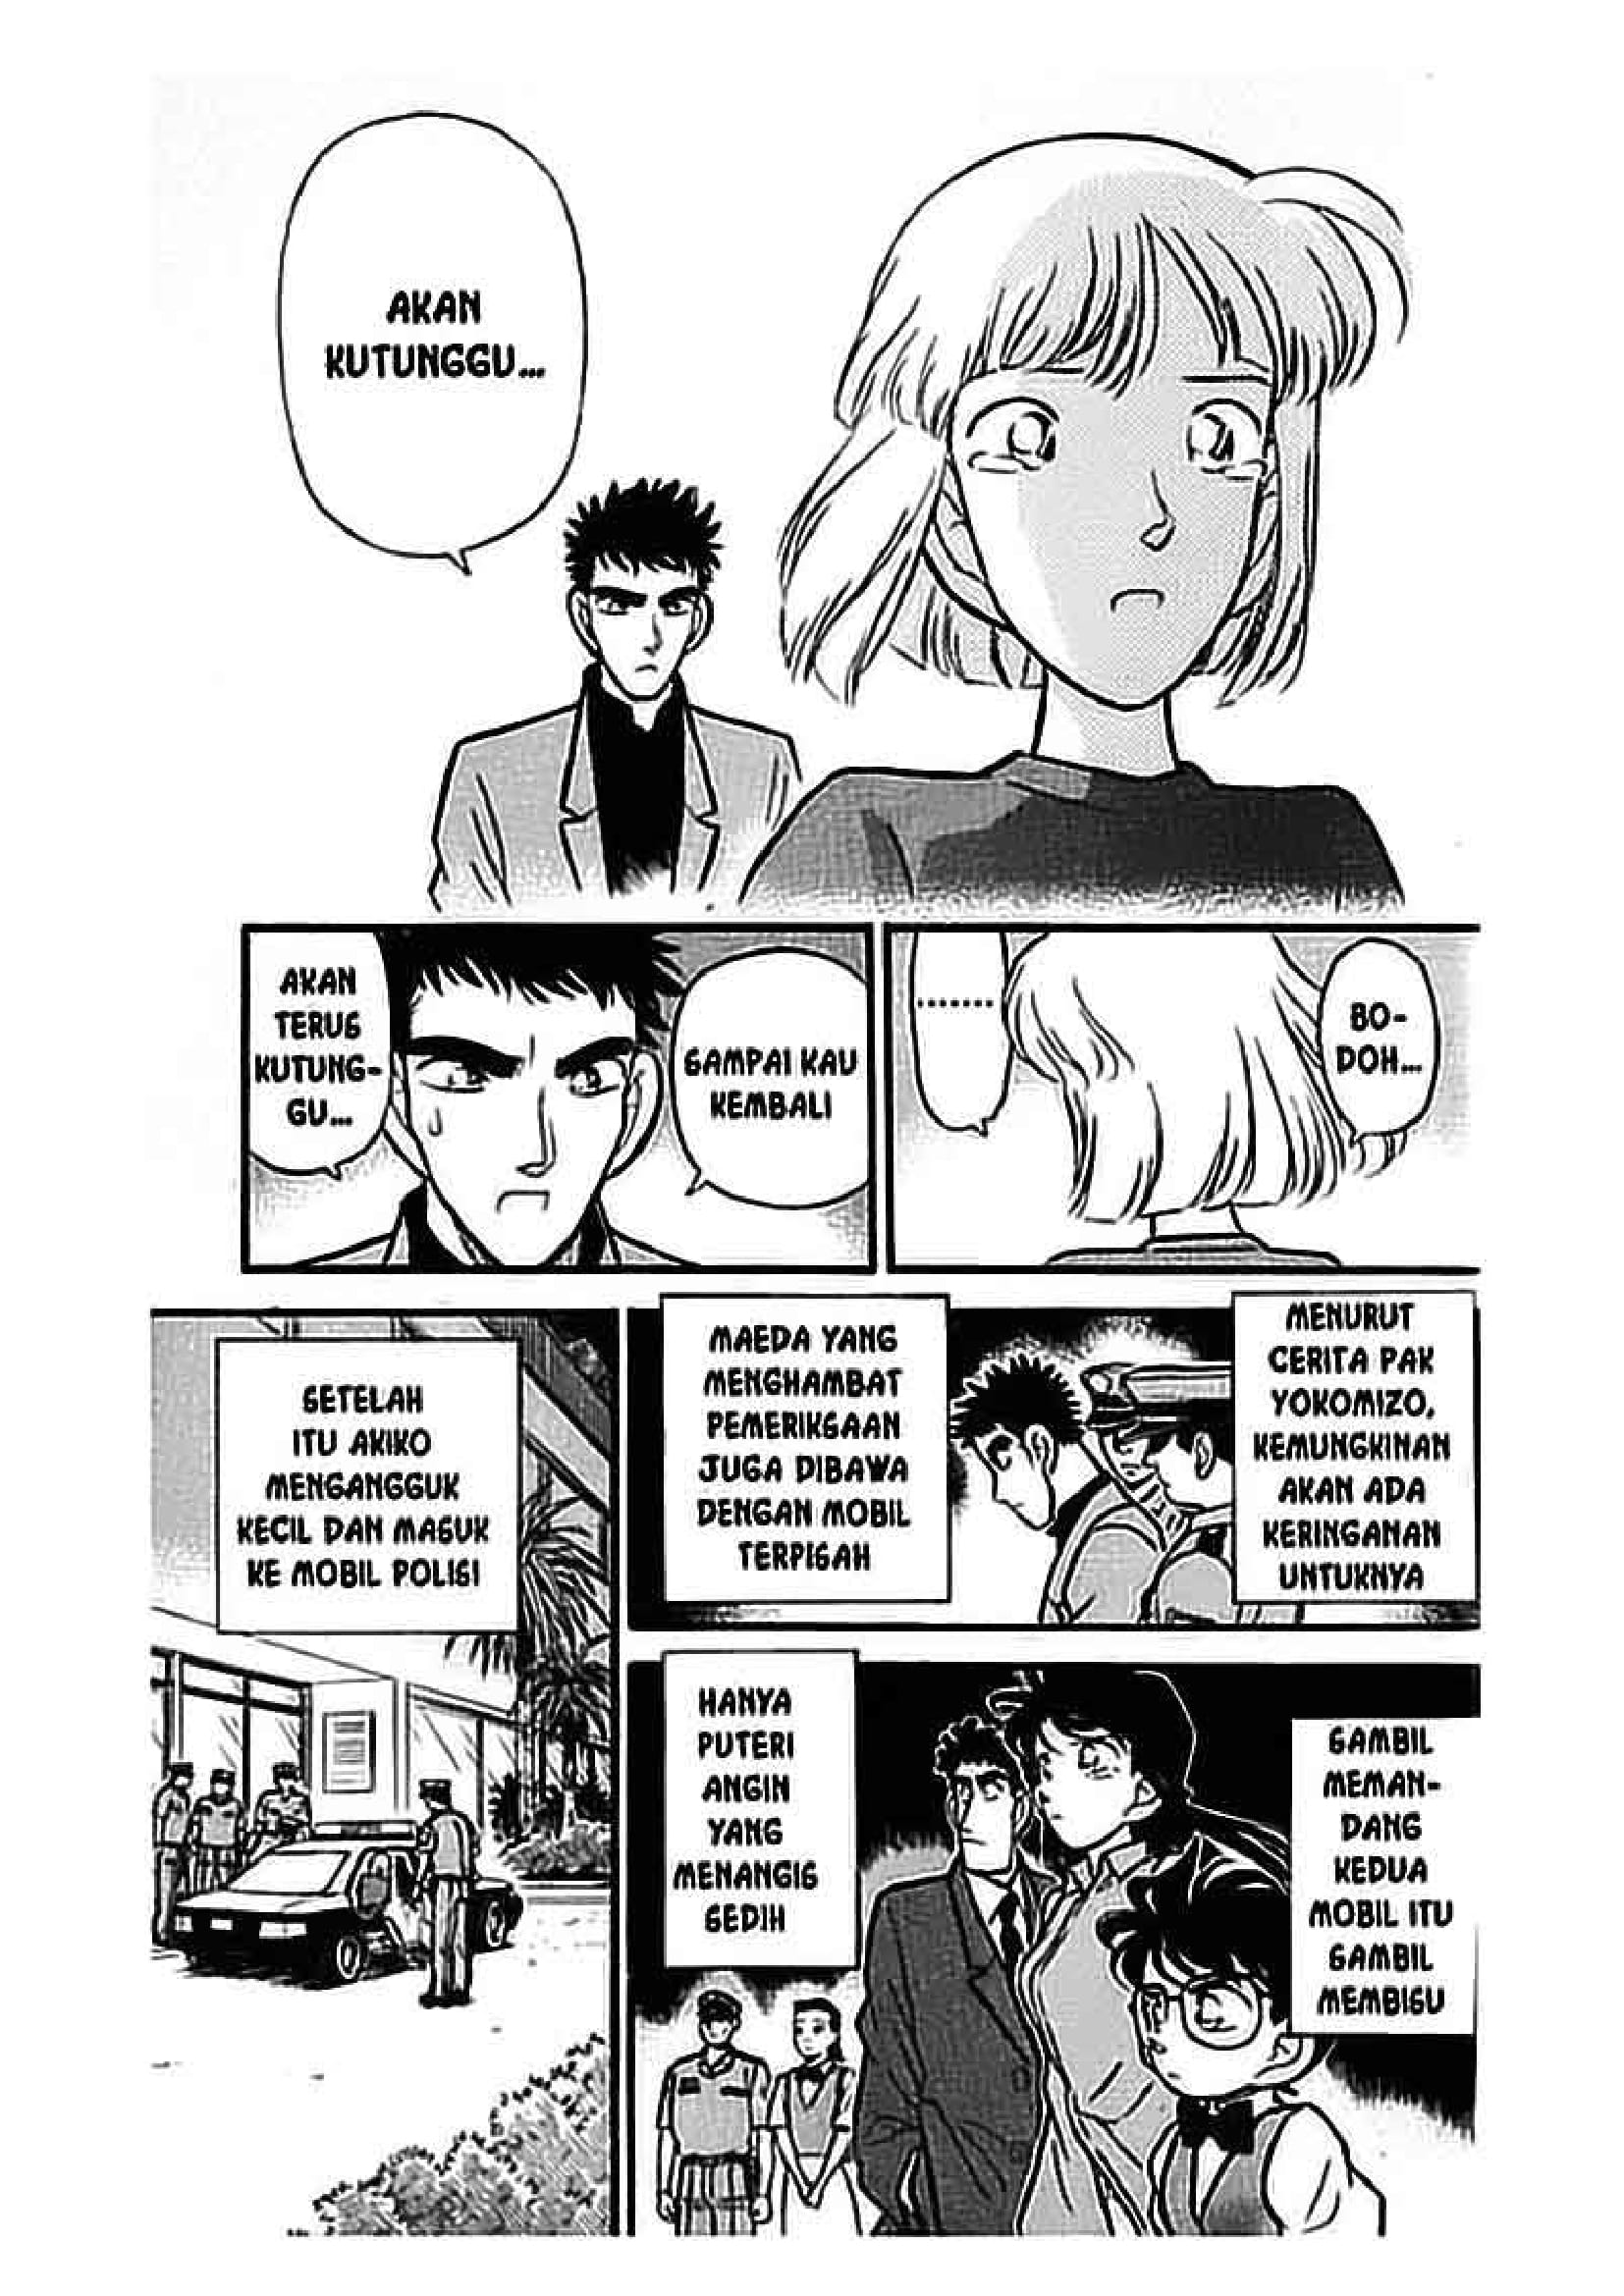 AKAN
KUTUNGGU...
BO-
DOH...
.......
SAMPAI KAU
KEMBALI
AKAN
TERUS
KUTUNG-
GU...
SETELAH
ITU AKIKO
MENGANGGUK
KECIL DAN MASUK
KE MOBIL POLISI
MENURUT
CERITA PAK
YOKOMIZO,
KEMUNGKINAN
AKAN ADA
KERINGANAN
UNTUKNYA
MAEDA YANG
MENGHAMBAT
PEMERIKSAAN
JUGA DIBAWA
DENGAN MOBIL
TERPISAH
SAMBIL
MEMAN-
DANG
KEDUA
MOBIL ITU
SAMBIL
MEMBISU
HANYA
PUTERI
ANGIN
YANG
MENANGIS
SEDIH